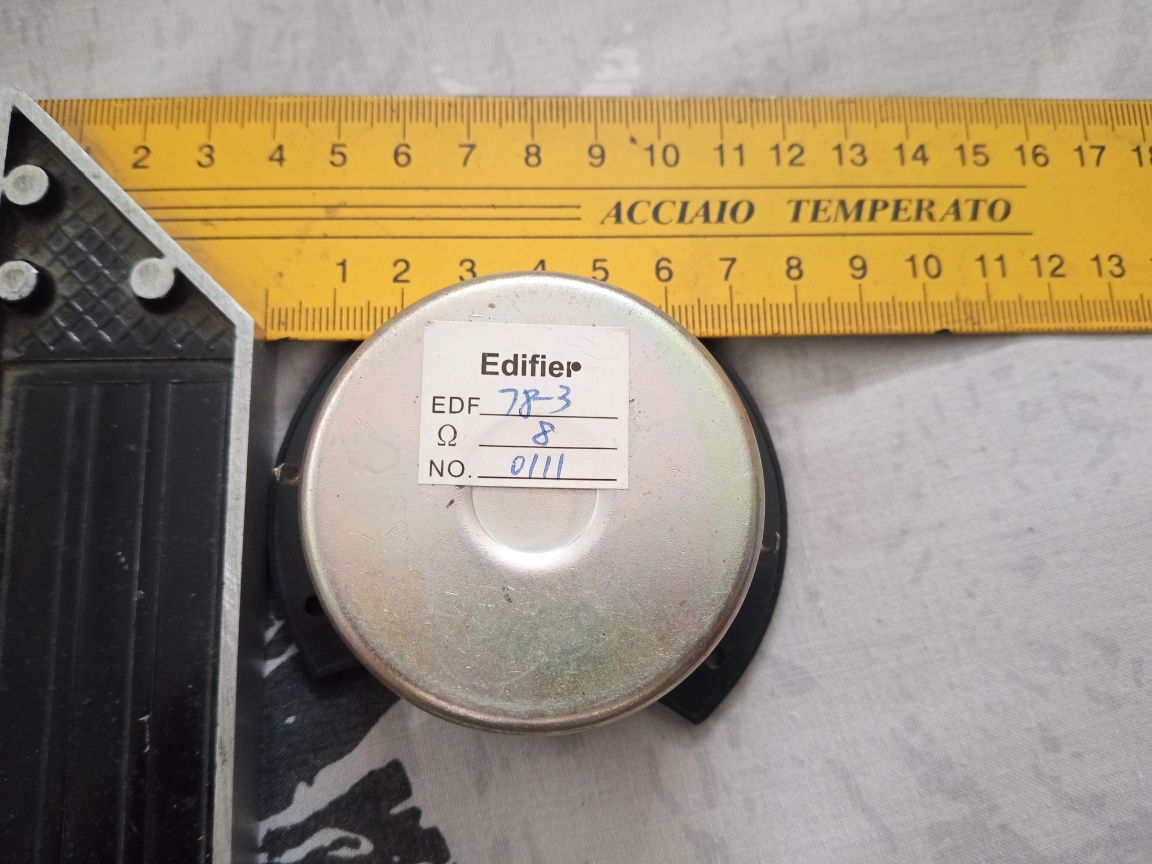 2 3 4 5 6 7 8 9 10 11 12 13 14 15 16 17 18
ACCIAIO TEMPERATO
1 2 3 4 5 6 7 8 9 10 11 12 13
Edifier
EDF 78-3
Ω 8
NO. 0111